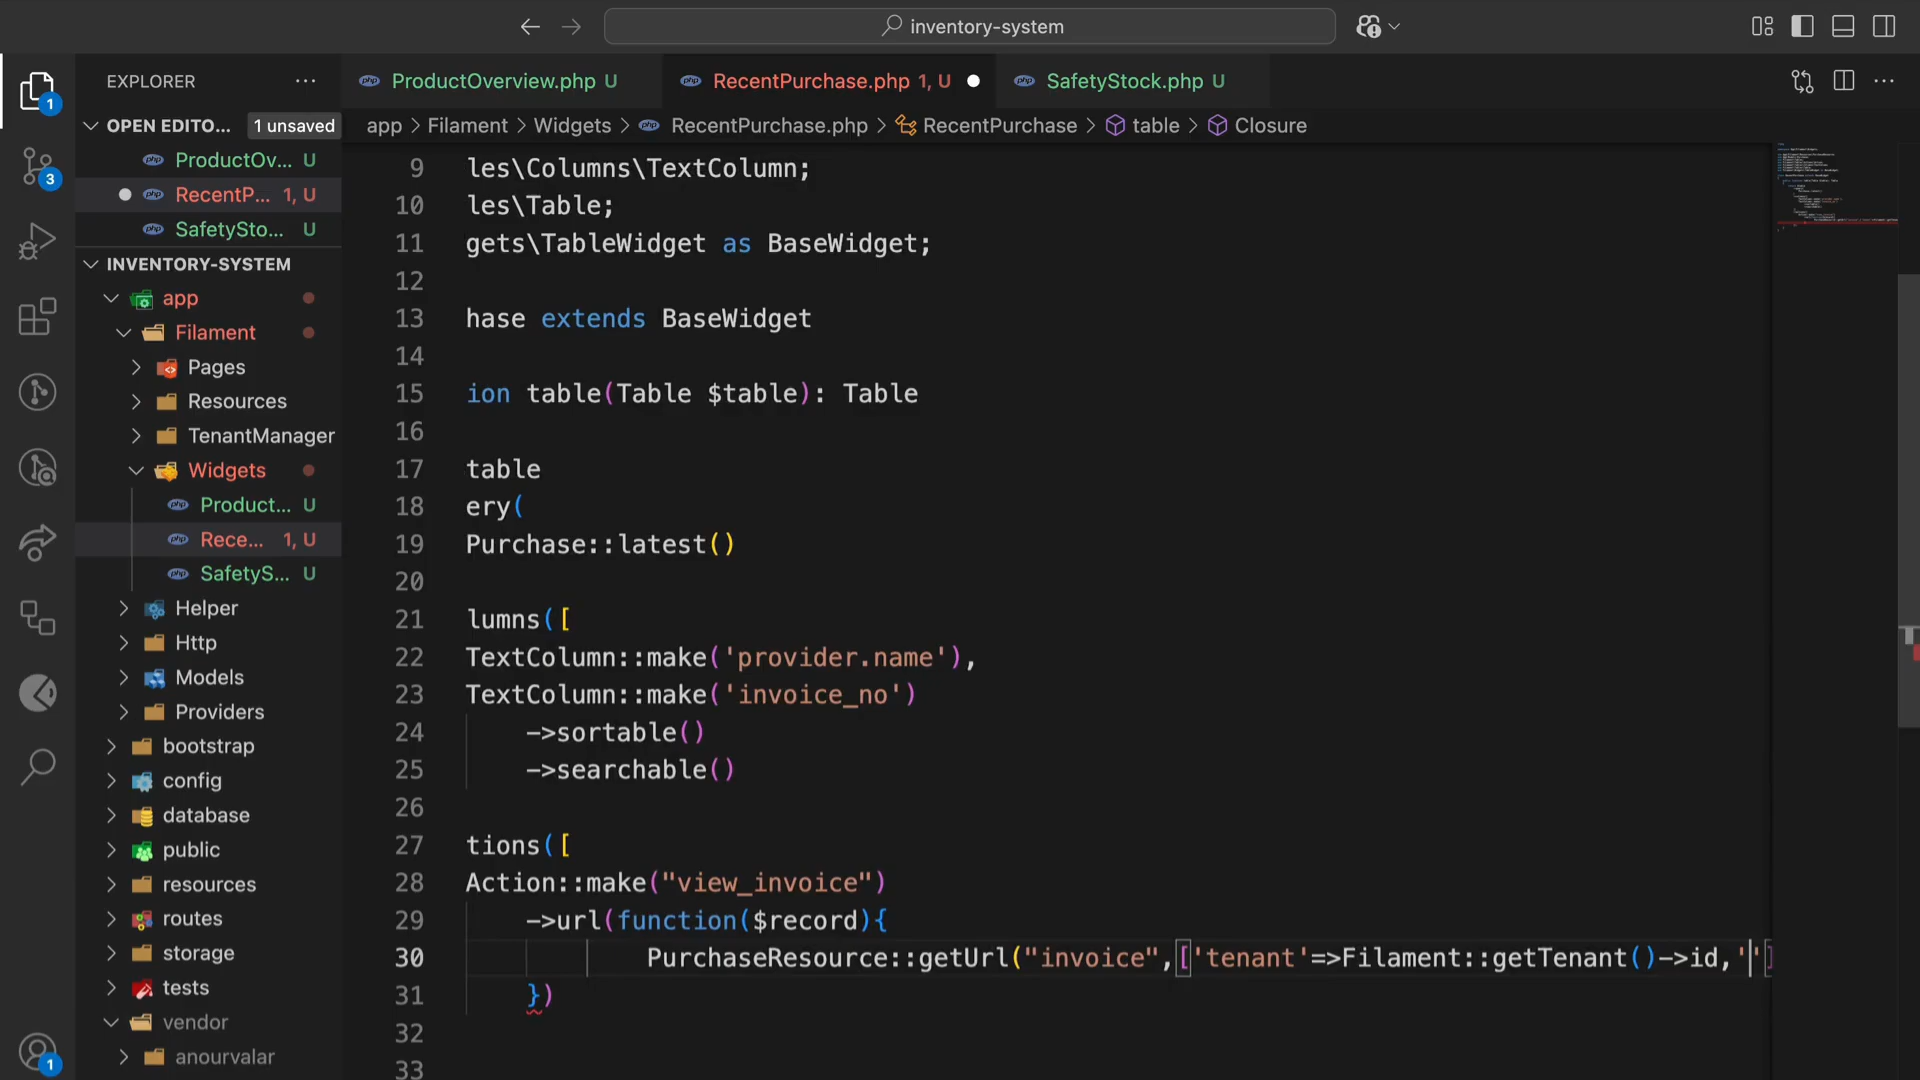 inventory-system
EXPLORER
ProductOverview.php U
RecentPurchase.php 1, U
SafetyStock.php U
OPEN EDITO... 1 unsaved
app > Filament > Widgets > RecentPurchase.php > RecentPurchase > table > Closure
ProductOv... U
RecentP... 1, U
SafetySto... U
INVENTORY-SYSTEM
app
Filament
Pages
Resources
TenantManager
Widgets
Product... U
Rece... 1, U
SafetyS... U
Helper
Http
Models
Providers
bootstrap
config
database
public
resources
routes
storage
tests
vendor
anourvalar
1
3
1
9 les\Columns\TextColumn;
10 les\Table;
11 gets\TableWidget as BaseWidget;
12
13 hase extends BaseWidget
14
15 ion table(Table $table): Table
16
17 table
18 ery(
19 Purchase::latest()
20
21 lumns([
22 TextColumn::make('provider.name'),
23 TextColumn::make('invoice_no')
24 ->sortable()
25 ->searchable()
26
27 tions([
28 Action::make("view_invoice")
29 ->url(function($record){
30 PurchaseResource::getUrl("invoice",['tenant'=>Filament::getTenant()->id,'']
31 })
32
33